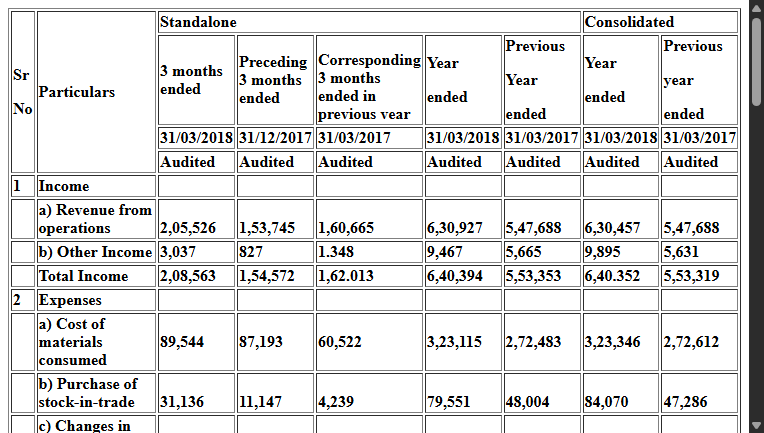 Standalone Consolidated
Sr No Particulars 3 months ended Preceding 3 months ended Corresponding 3 months ended in previous year Year ended Previous Year ended Year ended Previous year ended
31/03/2018 31/12/2017 31/03/2017 31/03/2018 31/03/2017 31/03/2018 31/03/2017
Audited Audited Audited Audited Audited Audited Audited
1 Income
a) Revenue from operations 2,05,526 1,53,745 1,60,665 6,30,927 5,47,688 6,30,457 5,47,688
b) Other Income 3,037 827 1.348 9,467 5,665 9,895 5,631
Total Income 2,08,563 1,54,572 1,62.013 6,40,394 5,53,353 6,40.352 5,53,319
2 Expenses
a) Cost of materials consumed 89,544 87,193 60,522 3,23,115 2,72,483 3,23,346 2,72,612
b) Purchase of stock-in-trade 31,136 11,147 4,239 79,551 48,004 84,070 47,286
c) Changes in